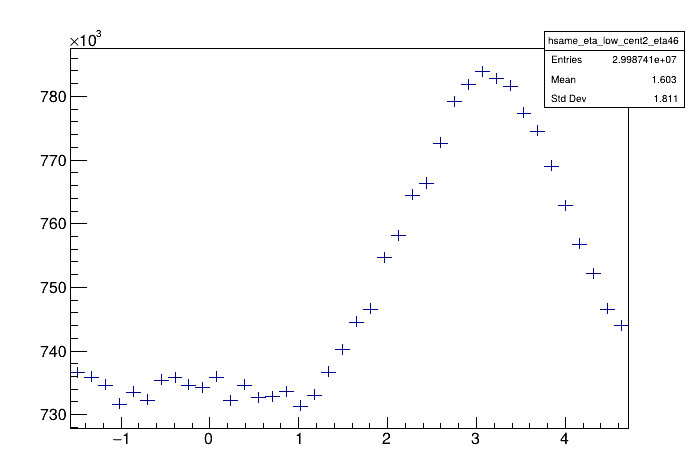 ×10³
hsame_eta_low_cent2_eta46
Entries 2.998741e+07
Mean 1.603
Std Dev 1.811
780
770
760
750
740
730
−1 0 1 2 3 4